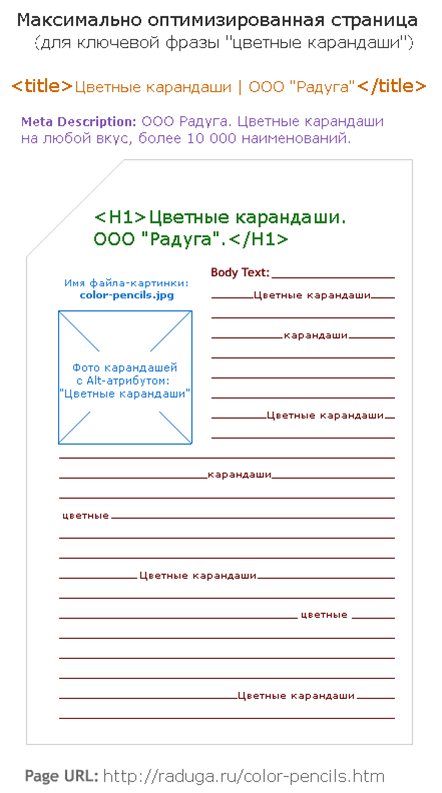 Максимально оптимизированная страница
(для ключевой фразы "цветные карандаши")
<title>Цветные карандаши | ООО "Радуга"</title>
Meta Description: ООО Радуга. Цветные карандаши
на любой вкус, более 10 000 наименований.
<H1>Цветные карандаши.
ООО "Радуга".</H1>
Имя файла-картинки:
color-pencils.jpg
Фото карандашей
с Alt-атрибутом:
"Цветные карандаши"
Body Text:
Цветные карандаши
карандаши
Цветные карандаши
карандаши
цветные
Цветные карандаши
цветные
Цветные карандаши
Page URL: http://raduga.ru/color-pencils.htm